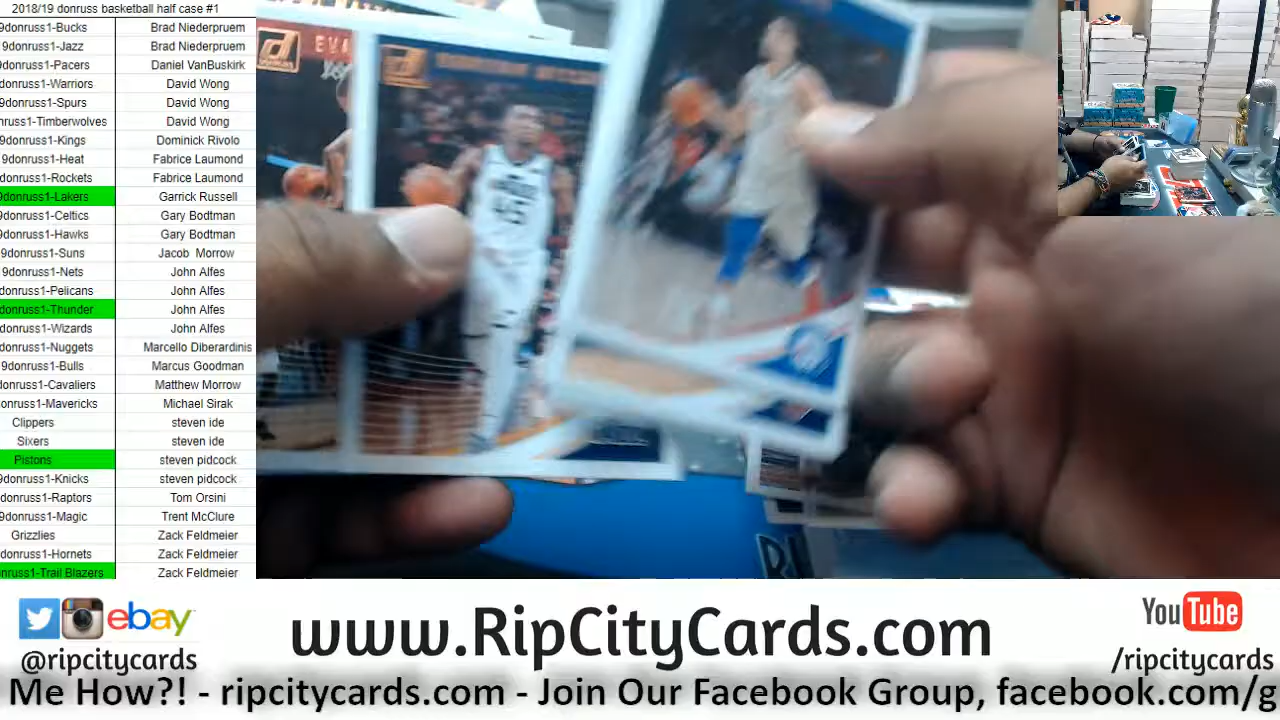 2018/19 donruss basketball half case #1
9donruss1-Bucks Brad Niederpruem
9donruss1-Jazz Brad Niederpruem
9donruss1-Pacers Daniel VanBuskirk
donruss1-Warriors David Wong
9donruss1-Spurs David Wong
nruss1-Timberwolves David Wong
9donruss1-Kings Dominick Rivolo
9donruss1-Heat Fabrice Laumond
donruss1-Rockets Fabrice Laumond
9donruss1-Lakers Garrick Russell
donruss1-Celtics Gary Bodtman
9donruss1-Hawks Gary Bodtman
9donruss1-Suns Jacob Morrow
9donruss1-Nets John Alfes
donruss1-Pelicans John Alfes
donruss1-Thunder John Alfes
donruss1-Wizards John Alfes
donruss1-Nuggets Marcello Diberardinis
9donruss1-Bulls Marcus Goodman
donruss1-Cavaliers Matthew Morrow
onruss1-Mavericks Michael Sirak
Clippers steven ide
Sixers steven ide
Pistons steven pidcock
9donruss1-Knicks steven pidcock
donruss1-Raptors Tom Orsini
9donruss1-Magic Trent McClure
Grizzlies Zack Feldmeier
donruss1-Hornets Zack Feldmeier
nruss1-Trail Blazers Zack Feldmeier
EVA
45
ebay
@ripcitycards
www.RipCityCards.com
YouTube
/ripcitycards
Me How?! - ripcitycards.com - Join Our Facebook Group, facebook.com/g